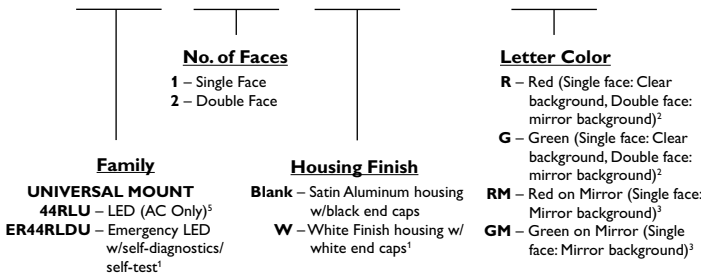 No. of Faces
1 – Single Face
2 – Double Face
Letter Color
R – Red (Single face: Clear
background, Double face:
mirror background)2
G – Green (Single face: Clear
background, Double face:
mirror background)2
RM – Red on Mirror (Single face:
Mirror background)3
GM – Green on Mirror (Single
face: Mirror background)3
Family
UNIVERSAL MOUNT
44RLU – LED (AC Only)5
ER44RLDU – Emergency LED
w/self-diagnostics/
self-test1
Housing Finish
Blank – Satin Aluminum housing
w/black end caps
W – White Finish housing w/
white end caps1